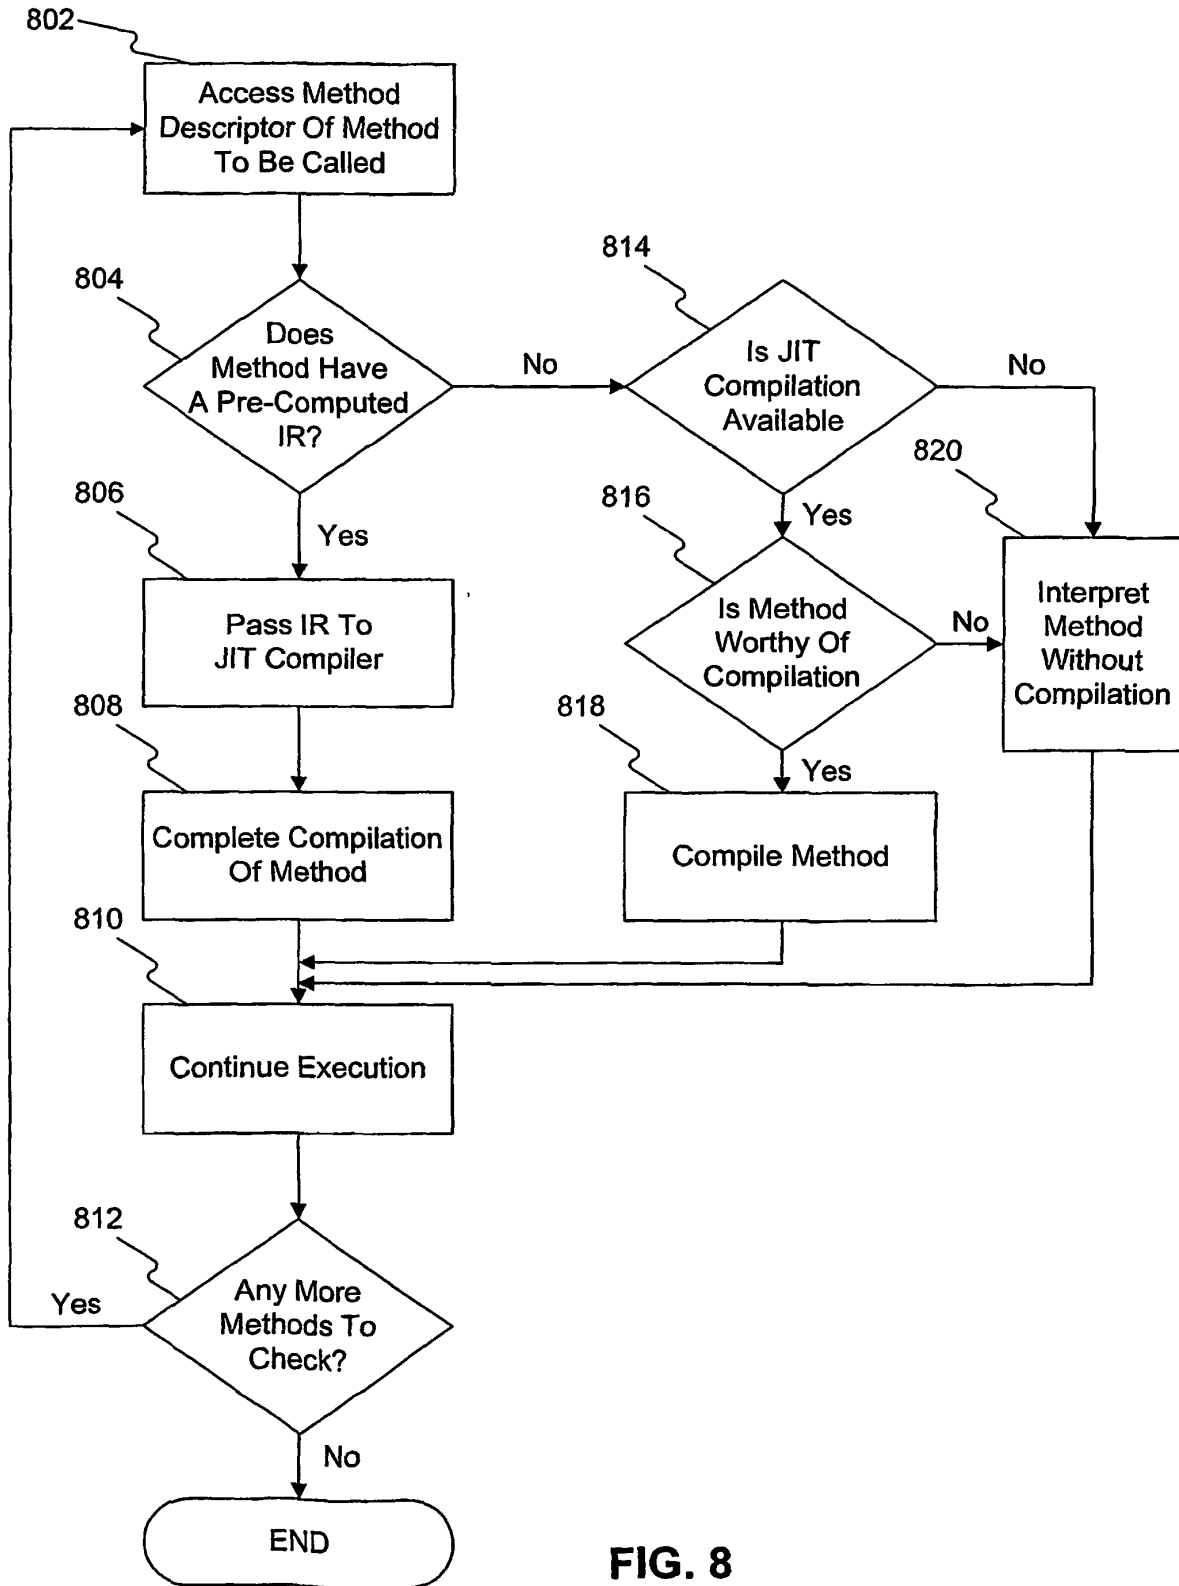 802
Access Method
Descriptor Of Method
To Be Called
804
Does
Method Have
A Pre-Computed
IR?
No
814
Is JIT
Compilation
Available
No
806
Yes
Pass IR To
JIT Compiler
816
Yes
Is Method
Worthy Of
Compilation
No
820
Interpret
Method
Without
Compilation
808
Complete Compilation
Of Method
818
Yes
Compile Method
810
Continue Execution
812
Any More
Methods To
Check?
Yes
No
END
FIG. 8